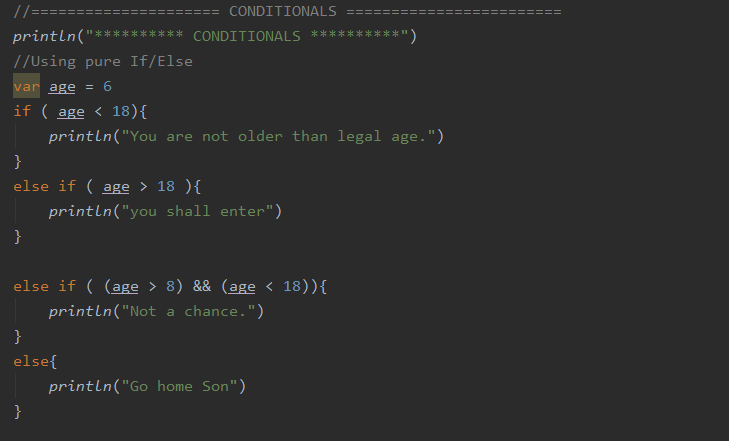 //===================== CONDITIONALS ========================
println("********** CONDITIONALS **********")
//Using pure If/Else
var age = 6
if ( age < 18){
    println("You are not older than legal age.")
}
else if ( age > 18 ){
    println("you shall enter")
}

else if ( (age > 8) && (age < 18)){
    println("Not a chance.")
}
else{
    println("Go home Son")
}